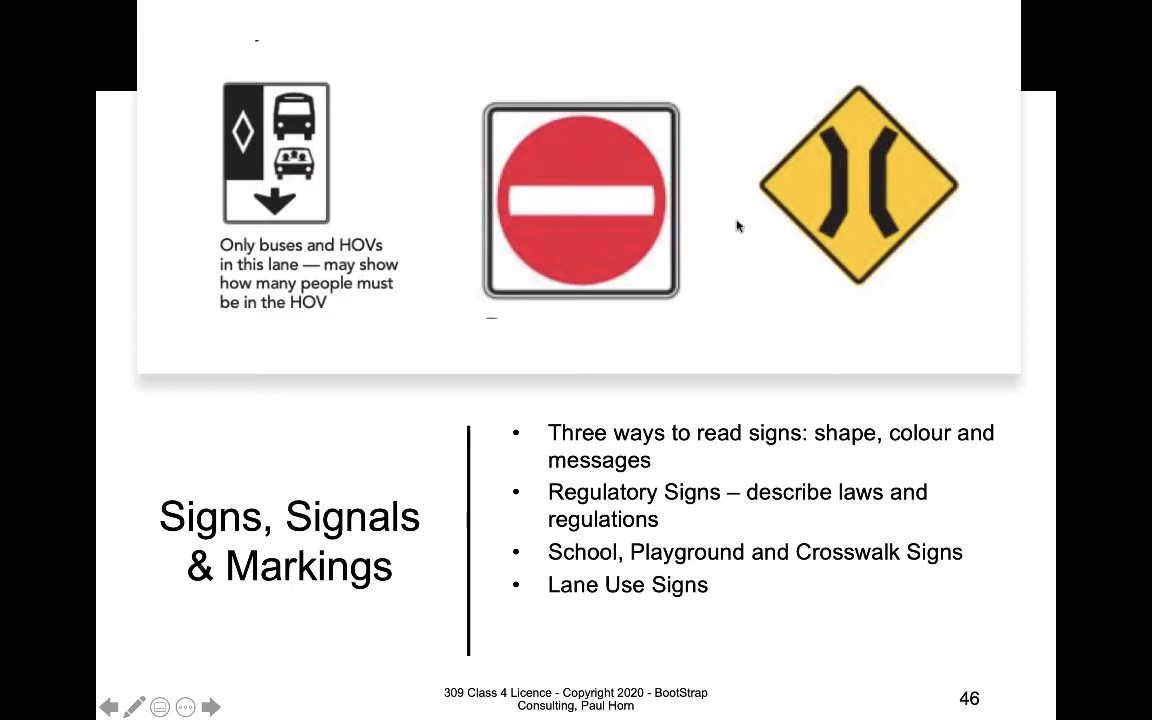 Only buses and HOVs
in this lane — may show
how many people must
be in the HOV
Signs, Signals
& Markings
• Three ways to read signs: shape, colour and
messages
• Regulatory Signs – describe laws and
regulations
• School, Playground and Crosswalk Signs
• Lane Use Signs
309 Class 4 Licence - Copyright 2020 - BootStrap
Consulting, Paul Horn
46